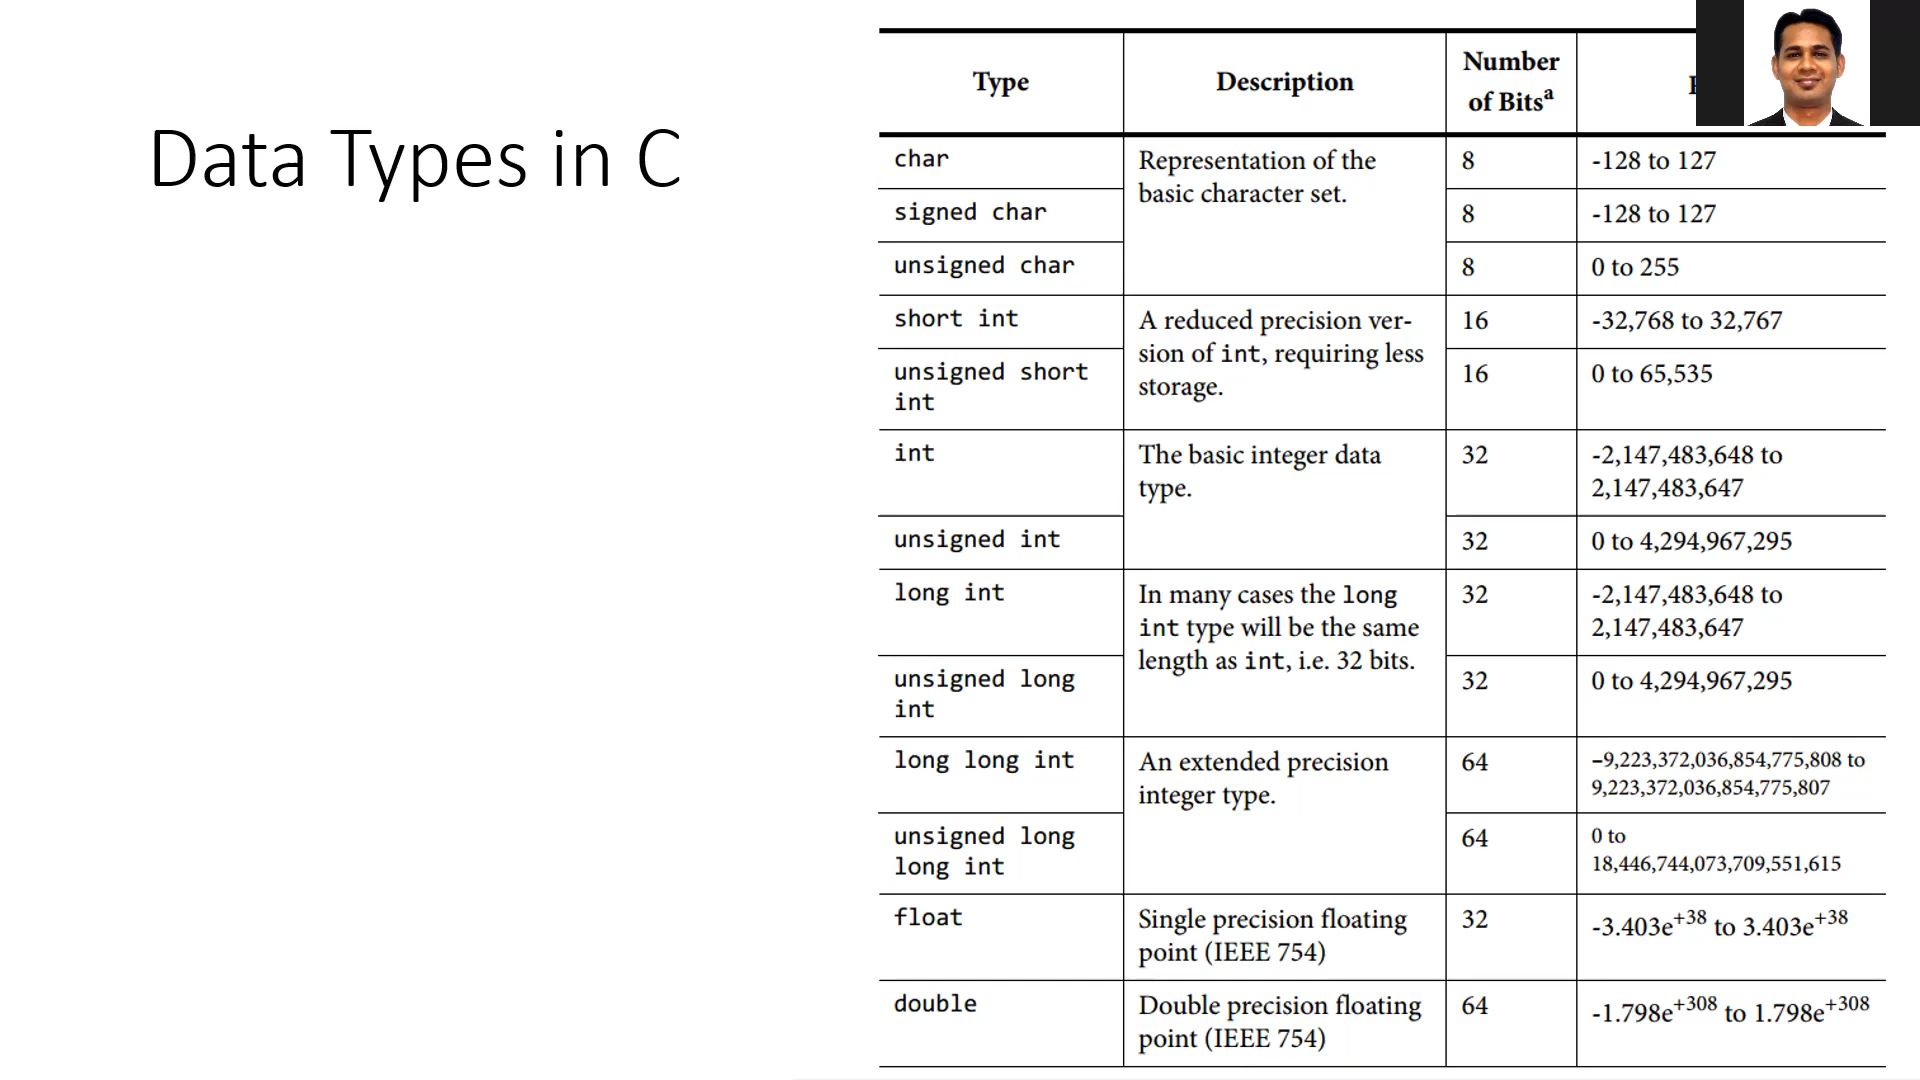 Data Types in C
Type Description Number of Bitsa
char Representation of the basic character set. 8 -128 to 127
signed char 8 -128 to 127
unsigned char 8 0 to 255
short int A reduced precision ver-sion of int, requiring less storage. 16 -32,768 to 32,767
unsigned short int 16 0 to 65,535
int The basic integer data type. 32 -2,147,483,648 to 2,147,483,647
unsigned int 32 0 to 4,294,967,295
long int In many cases the long int type will be the same length as int, i.e. 32 bits. 32 -2,147,483,648 to 2,147,483,647
unsigned long int 32 0 to 4,294,967,295
long long int An extended precision integer type. 64 –9,223,372,036,854,775,808 to 9,223,372,036,854,775,807
unsigned long long int 64 0 to 18,446,744,073,709,551,615
float Single precision floating point (IEEE 754) 32 -3.403e+38 to 3.403e+38
double Double precision floating point (IEEE 754) 64 -1.798e+308 to 1.798e+308